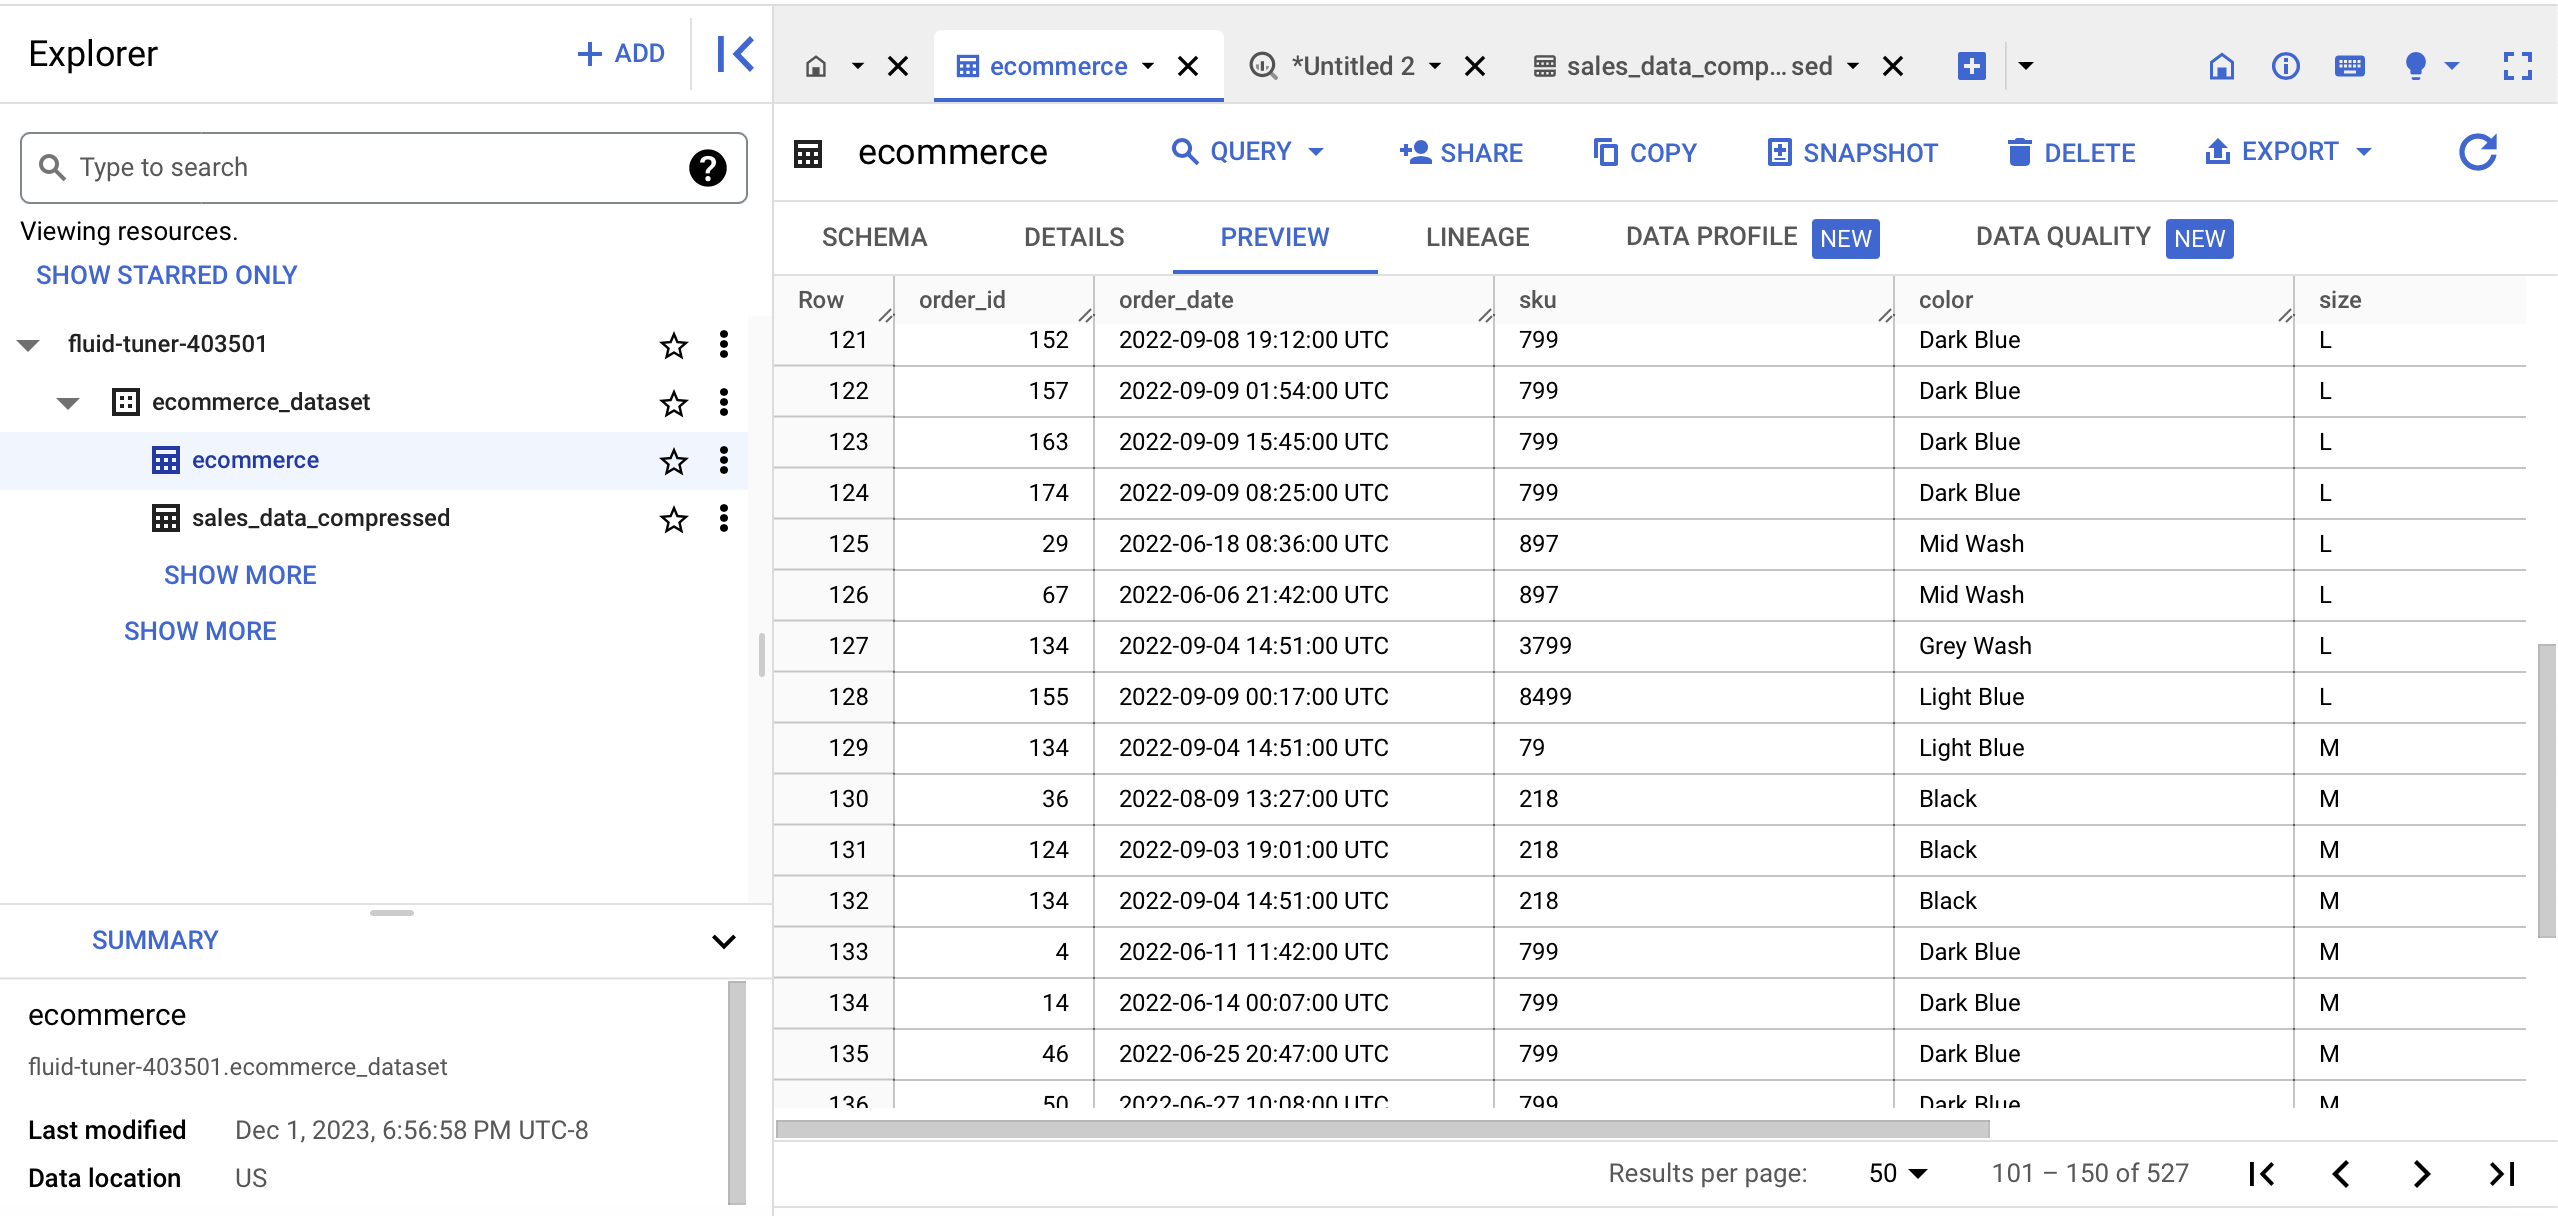 Explorer
+ ADD
ecommerce
*Untitled 2
sales_data_comp... sed
Type to search
Viewing resources.
SHOW STARRED ONLY
fluid-tuner-403501
ecommerce_dataset
ecommerce
sales_data_compressed
SHOW MORE
SHOW MORE
SUMMARY
ecommerce
fluid-tuner-403501.ecommerce_dataset
Last modified Dec 1, 2023, 6:56:58 PM UTC-8
Data location US
ecommerce QUERY SHARE COPY SNAPSHOT DELETE EXPORT
SCHEMA DETAILS PREVIEW LINEAGE DATA PROFILE NEW DATA QUALITY NEW
Row order_id order_date sku color size
121 152 2022-09-08 19:12:00 UTC 799 Dark Blue L
122 157 2022-09-09 01:54:00 UTC 799 Dark Blue L
123 163 2022-09-09 15:45:00 UTC 799 Dark Blue L
124 174 2022-09-09 08:25:00 UTC 799 Dark Blue L
125 29 2022-06-18 08:36:00 UTC 897 Mid Wash L
126 67 2022-06-06 21:42:00 UTC 897 Mid Wash L
127 134 2022-09-04 14:51:00 UTC 3799 Grey Wash L
128 155 2022-09-09 00:17:00 UTC 8499 Light Blue L
129 134 2022-09-04 14:51:00 UTC 79 Light Blue M
130 36 2022-08-09 13:27:00 UTC 218 Black M
131 124 2022-09-03 19:01:00 UTC 218 Black M
132 134 2022-09-04 14:51:00 UTC 218 Black M
133 4 2022-06-11 11:42:00 UTC 799 Dark Blue M
134 14 2022-06-14 00:07:00 UTC 799 Dark Blue M
135 46 2022-06-25 20:47:00 UTC 799 Dark Blue M
136 50 2022-06-27 10:08:00 UTC 799 Dark Blue M
Results per page: 50 101 – 150 of 527